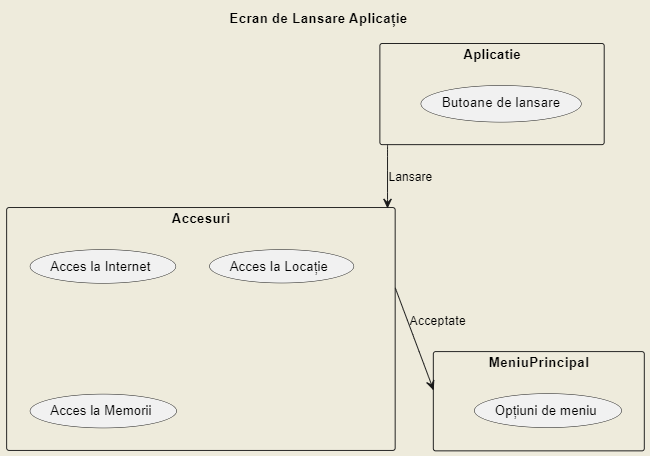 Ecran de Lansare Aplicație
Aplicatie
Butoane de lansare
Lansare
Accesuri
Acces la Internet
Acces la Locație
Acceptate
MeniuPrincipal
Acces la Memorii
Opțiuni de meniu